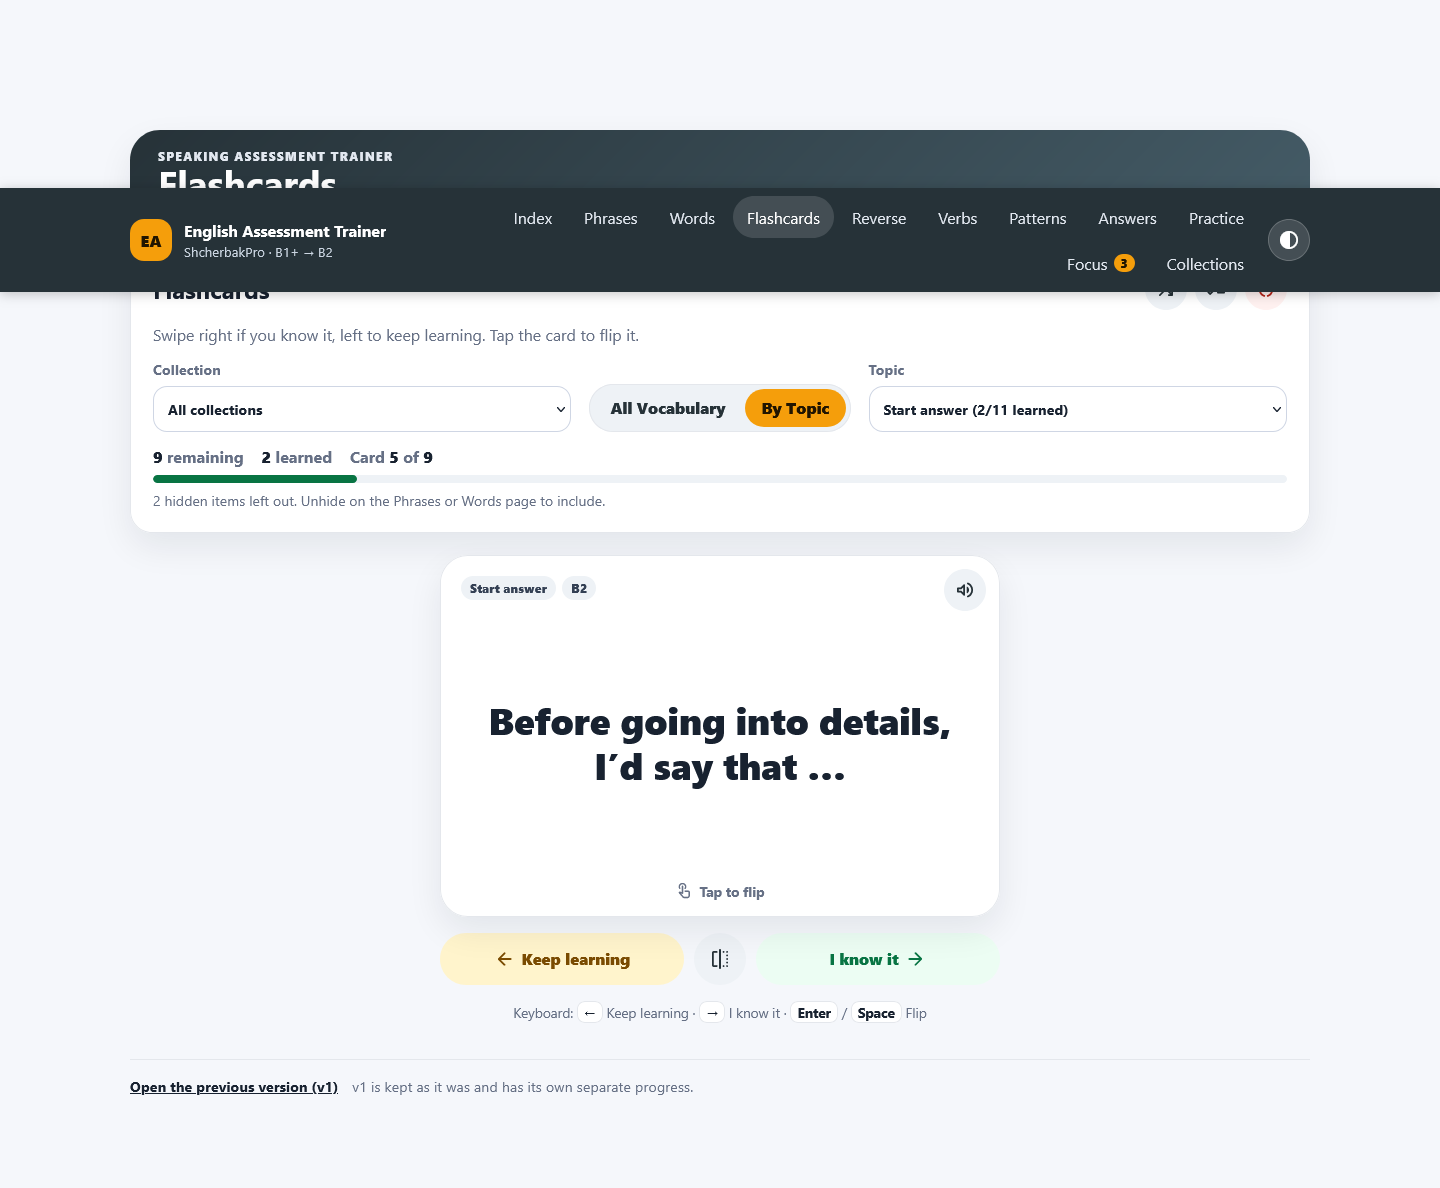 SPEAKING ASSESSMENT TRAINER
Flashcards
EA
English Assessment Trainer
ShcherbakPro · B1+ → B2
Index Phrases Words Flashcards Reverse Verbs Patterns Answers Practice
Focus 3 Collections
Flashcards
Swipe right if you know it, left to keep learning. Tap the card to flip it.
Collection
All collections
All Vocabulary By Topic
Topic
Start answer (2/11 learned)
9 remaining 2 learned Card 5 of 9
2 hidden items left out. Unhide on the Phrases or Words page to include.
Start answer B2
Before going into details,
I´d say that ...
Tap to flip
← Keep learning
I know it →
Keyboard: ← Keep learning · → I know it · Enter / Space Flip
Open the previous version (v1) v1 is kept as it was and has its own separate progress.